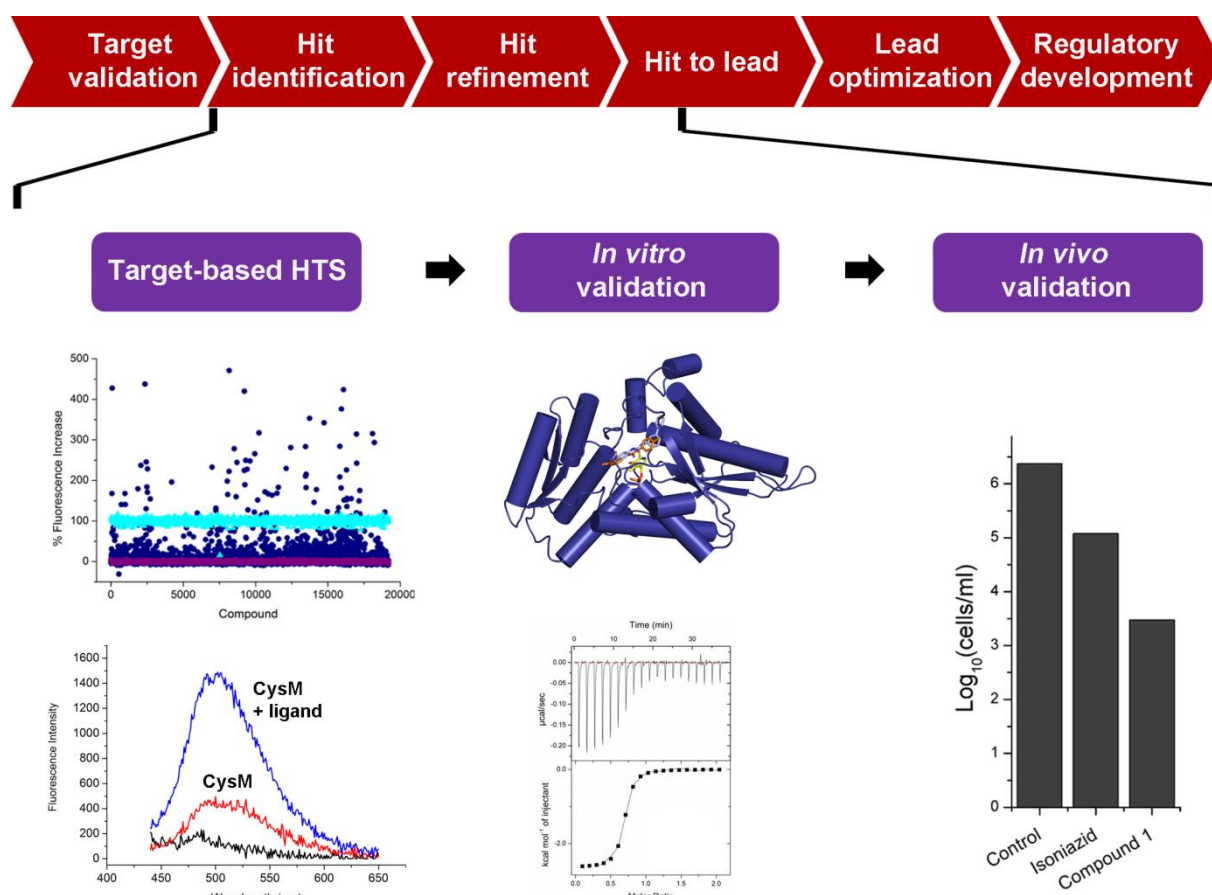 Target validation
Hit identification
Hit refinement
Hit to lead
Lead optimization
Regulatory development
Target-based HTS
In vitro validation
In vivo validation
% Fluorescence Increase
500
400
300
200
100
0
0 5000 10000 15000 20000
Compound
Fluorescence Intensity
1600
1400
1200
1000
800
600
400
200
0
CysM
+ ligand
CysM
400 450 500 550 600 650
Time (min)
0 10 20 30
µcal/sec
0.00
-0.05
-0.10
-0.15
-0.20
kcal mol⁻¹ of injectant
0.0
-2.0
0.0 0.5 1.0 1.5 2.0
Log₁₀(cells/ml)
6
5
4
3
2
1
0
Control
Isoniazid
Compound 1